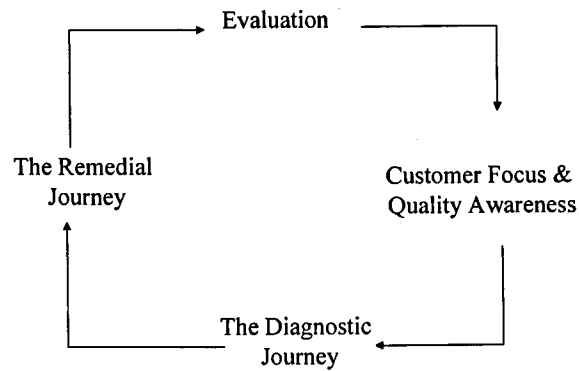 Evaluation
The Remedial
Journey
Customer Focus &
Quality Awareness
The Diagnostic
Journey